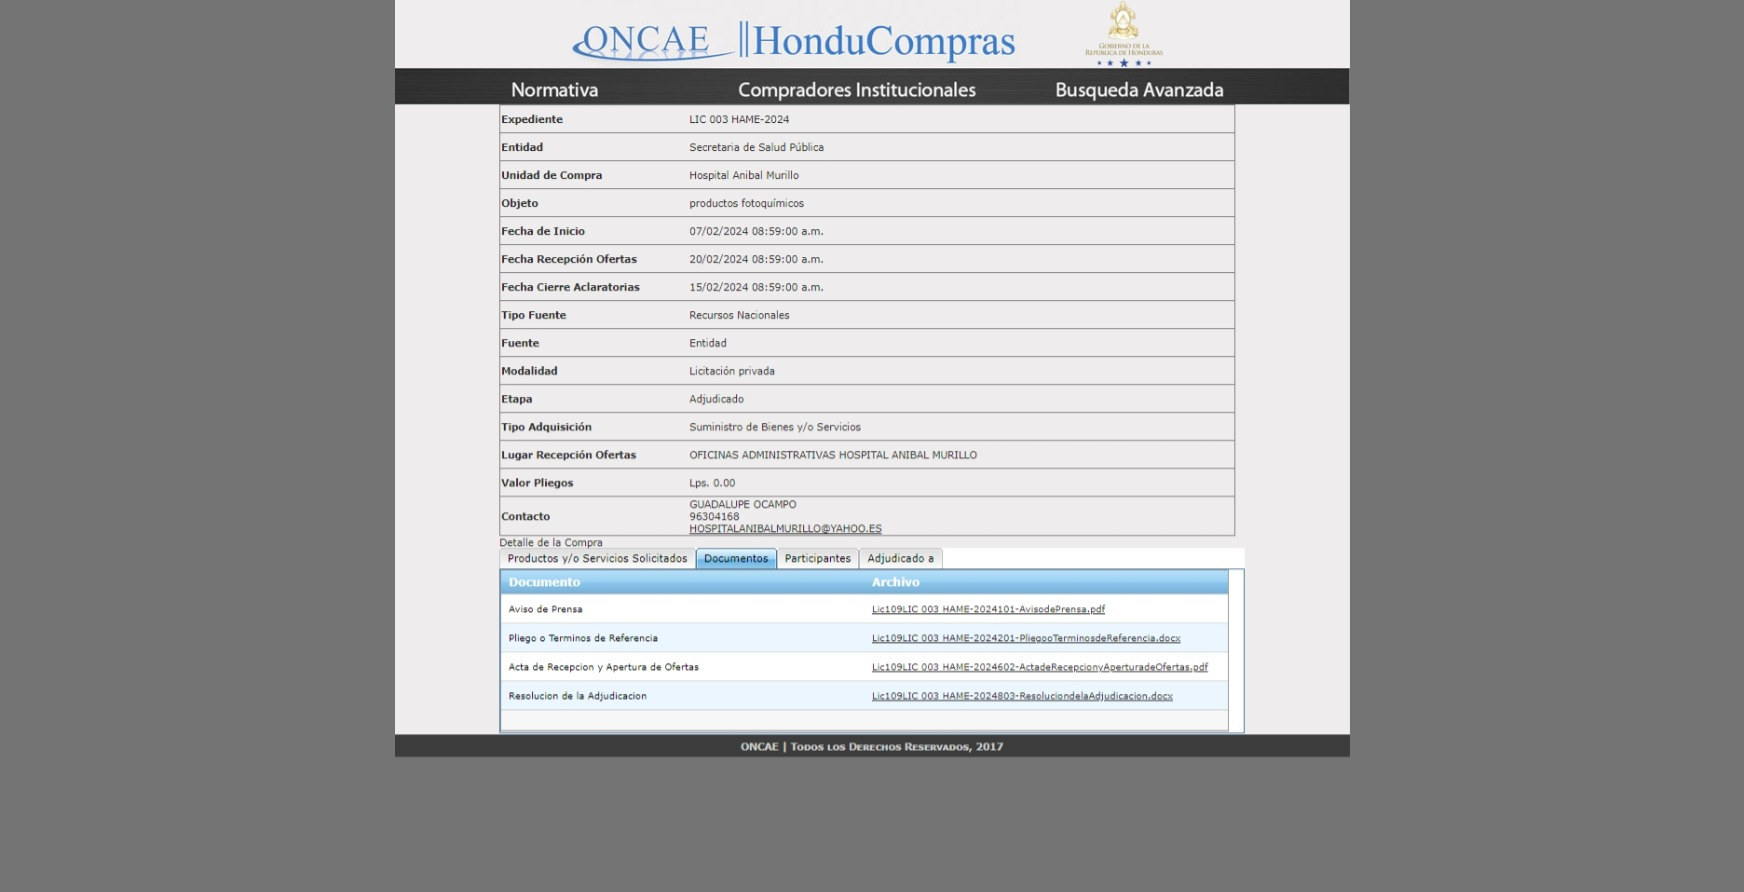 ONCAE HonduCompras
GOBIERNO DE LA
REPÚBLICA DE HONDURAS
Normativa Compradores Institucionales Busqueda Avanzada
Expediente LIC 003 HAME-2024
Entidad Secretaria de Salud Pública
Unidad de Compra Hospital Anibal Murillo
Objeto productos fotoquímicos
Fecha de Inicio 07/02/2024 08:59:00 a.m.
Fecha Recepción Ofertas 20/02/2024 08:59:00 a.m.
Fecha Cierre Aclaratorias 15/02/2024 08:59:00 a.m.
Tipo Fuente Recursos Nacionales
Fuente Entidad
Modalidad Licitación privada
Etapa Adjudicado
Tipo Adquisición Suministro de Bienes y/o Servicios
Lugar Recepción Ofertas OFICINAS ADMINISTRATIVAS HOSPITAL ANIBAL MURILLO
Valor Pliegos Lps. 0.00
Contacto GUADALUPE OCAMPO
96304168
HOSPITALANIBALMURILLO@YAHOO.ES
Detalle de la Compra
Productos y/o Servicios Solicitados Documentos Participantes Adjudicado a
Documento Archivo
Aviso de Prensa Lic109LIC 003 HAME-2024101-AvisodePrensa.pdf
Pliego o Terminos de Referencia Lic109LIC 003 HAME-2024201-PliegooTerminosdeReferencia.docx
Acta de Recepcion y Apertura de Ofertas Lic109LIC 003 HAME-2024602-ActadeRecepcionyAperturadeOfertas.pdf
Resolucion de la Adjudicacion Lic109LIC 003 HAME-2024803-ResoluciondelaAdjudicacion.docx
ONCAE | TODOS LOS DERECHOS RESERVADOS, 2017